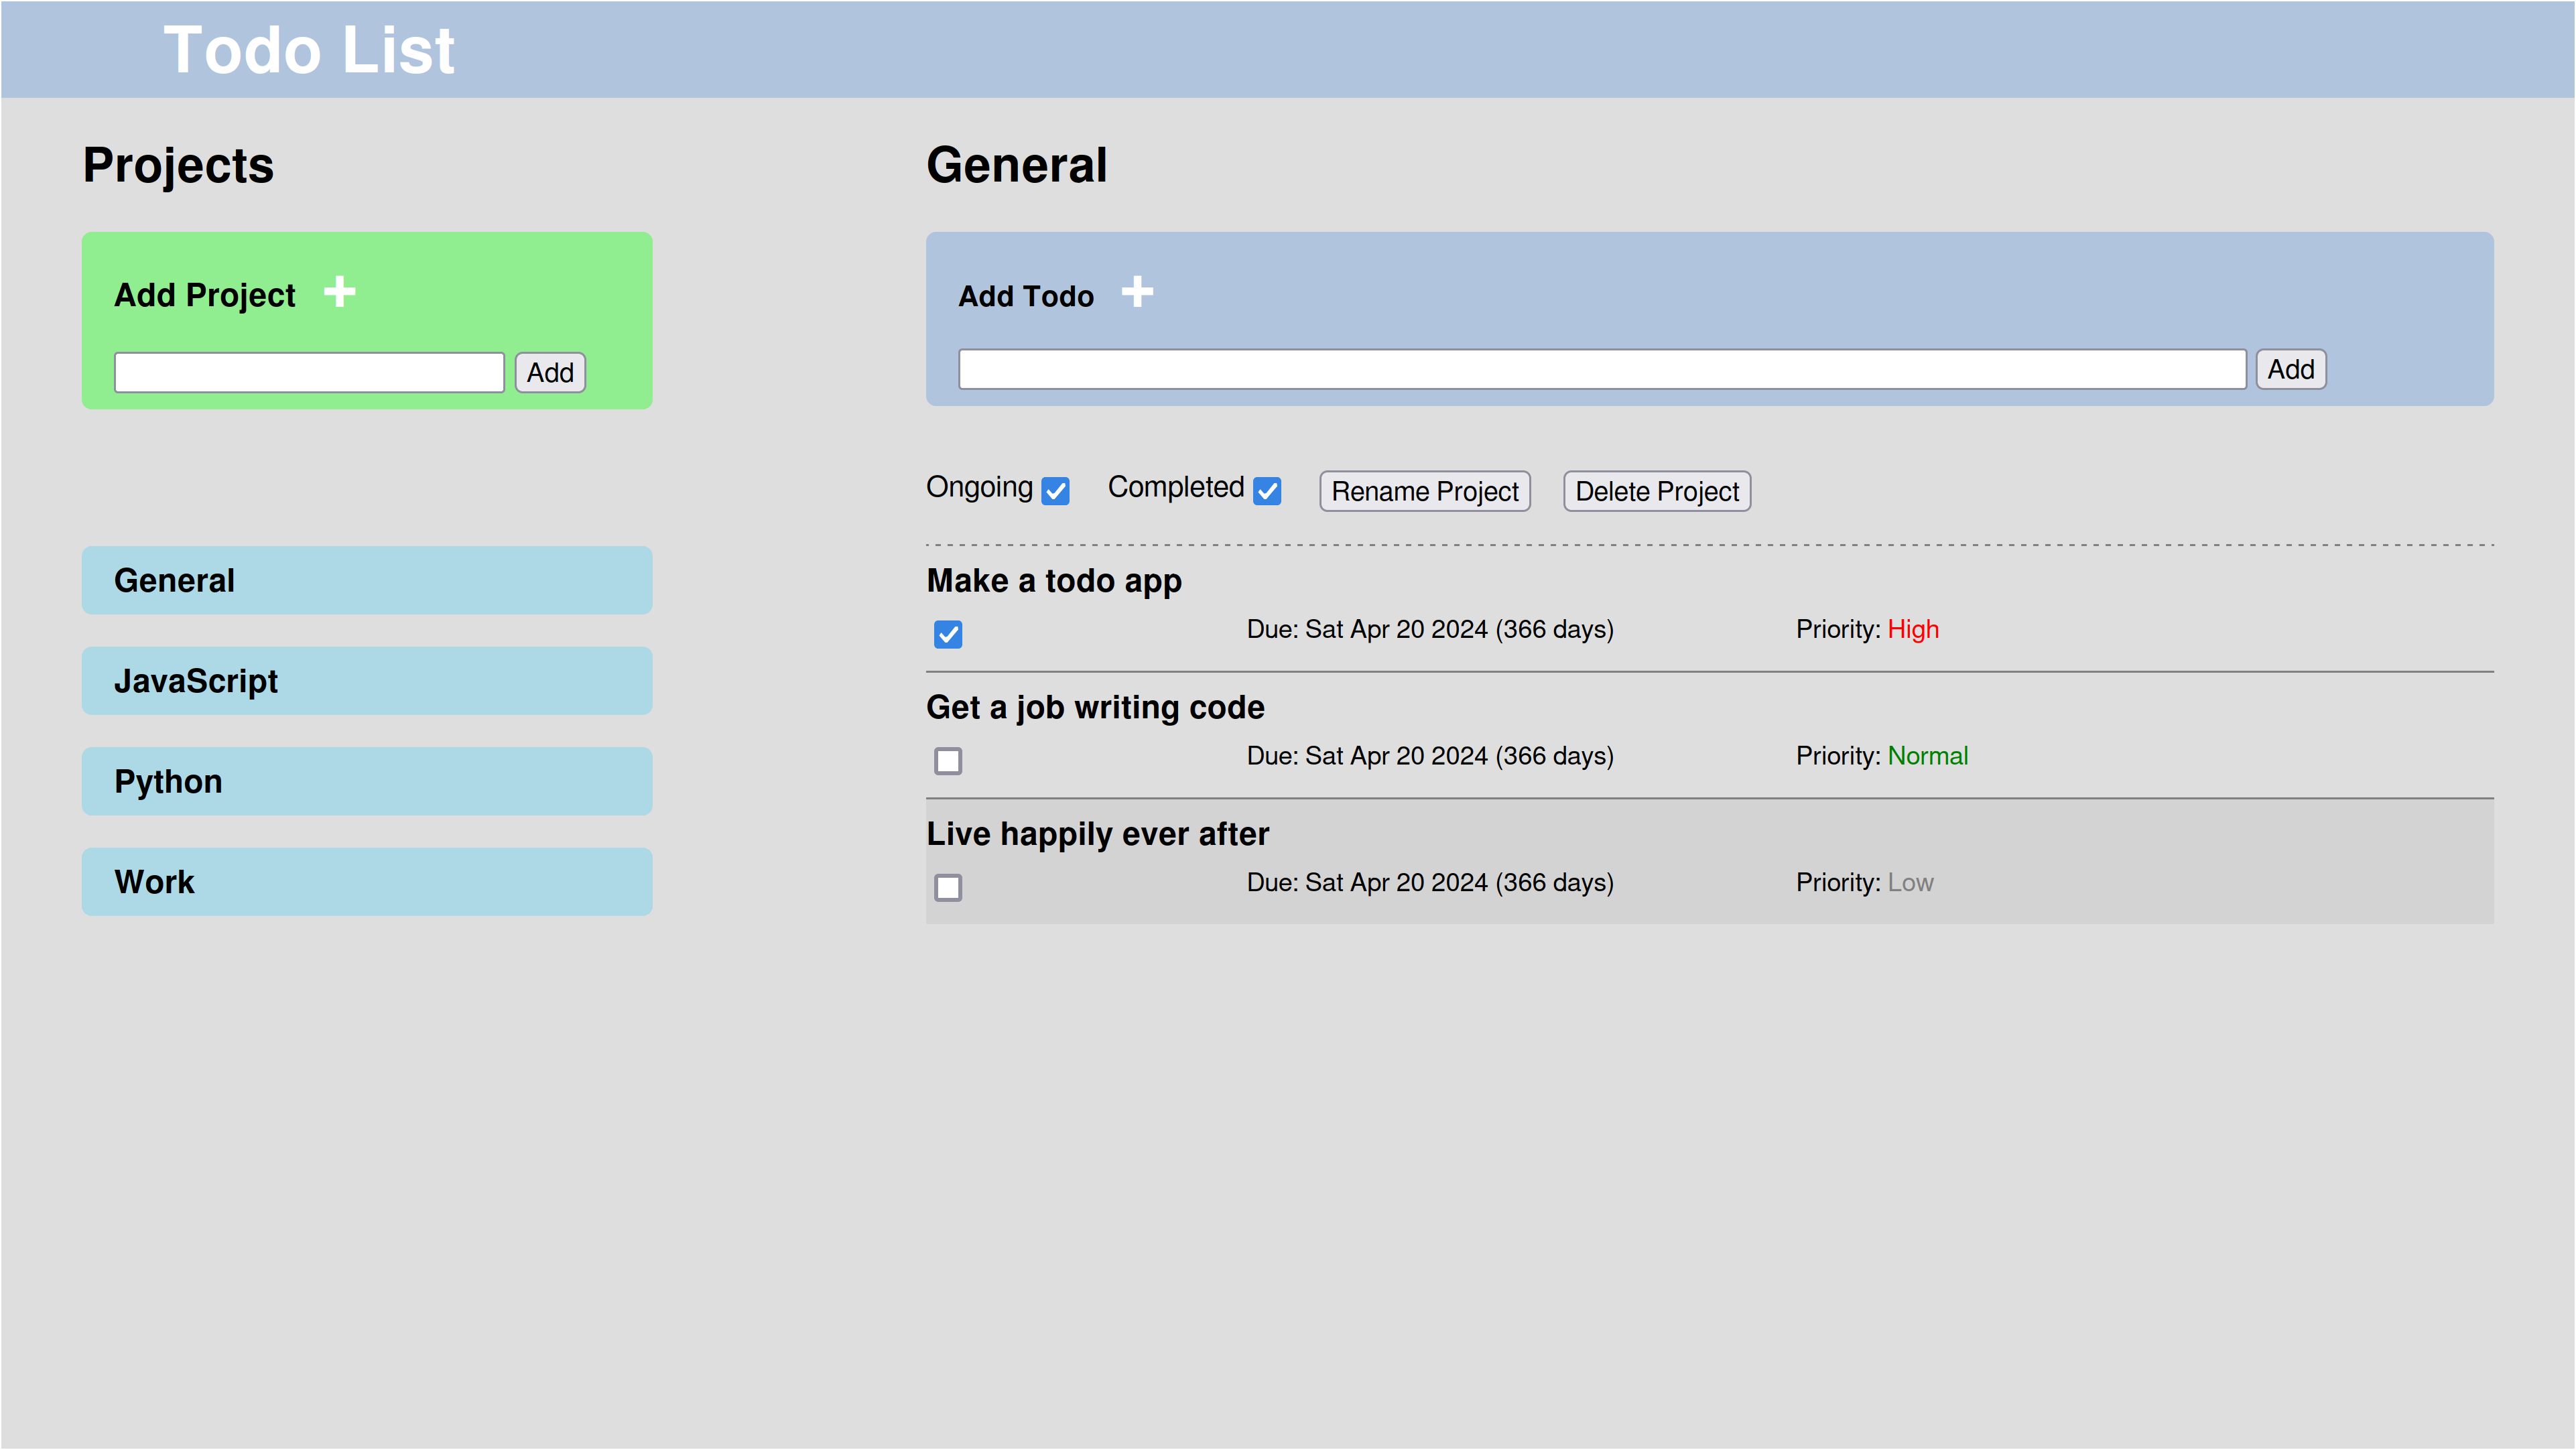 Todo List
Projects
Add Project
Add
General
JavaScript
Python
Work
General
Add Todo
Add
Ongoing Completed Rename Project Delete Project
Make a todo app
Due: Sat Apr 20 2024 (366 days) Priority: High
Get a job writing code
Due: Sat Apr 20 2024 (366 days) Priority: Normal
Live happily ever after
Due: Sat Apr 20 2024 (366 days) Priority: Low